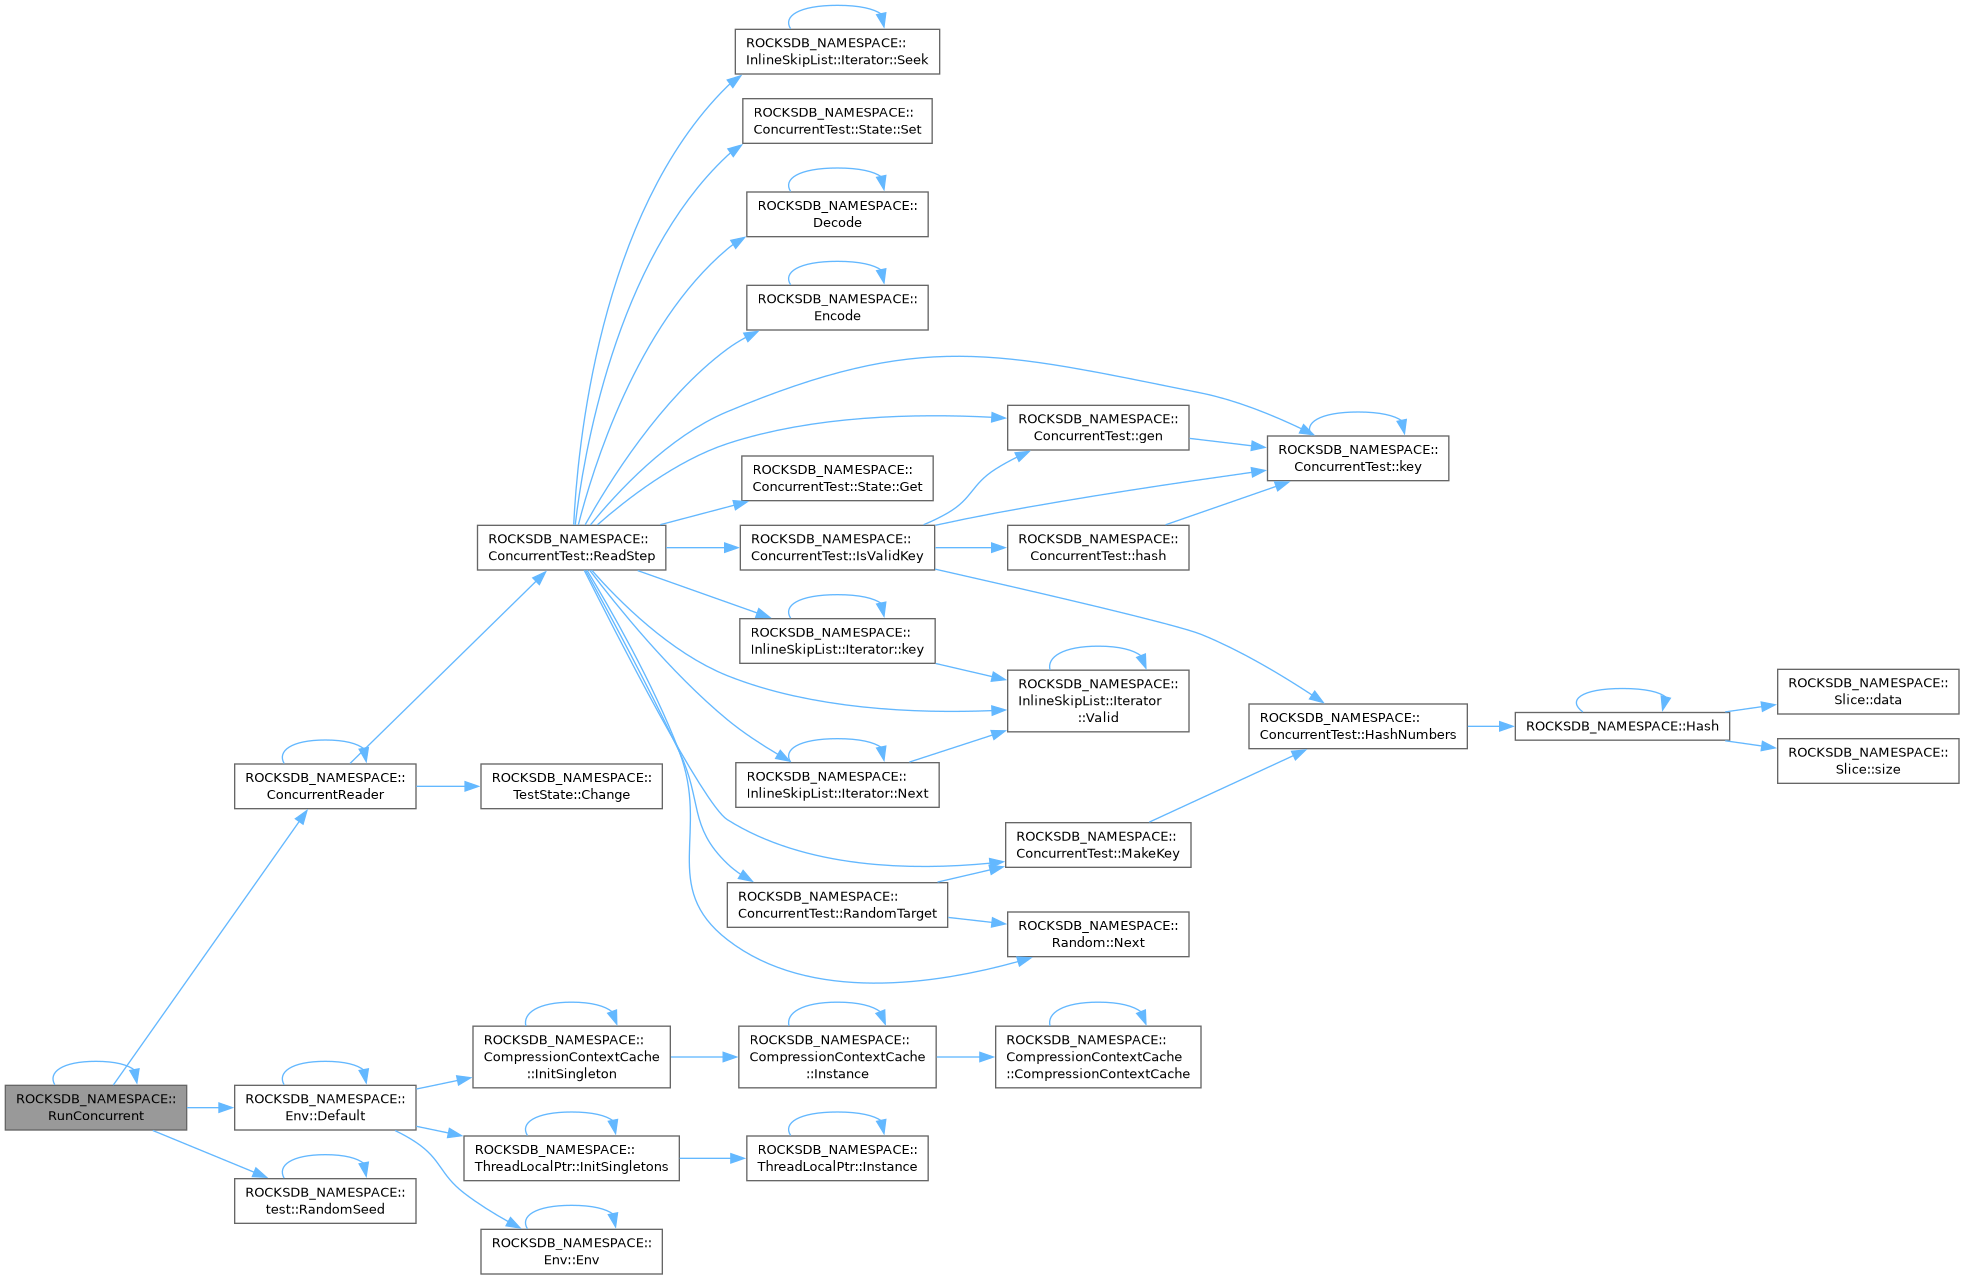 ROCKSDB_NAMESPACE::
InlineSkipList::Iterator::Seek
ROCKSDB_NAMESPACE::
ConcurrentTest::State::Set
ROCKSDB_NAMESPACE::
Decode
ROCKSDB_NAMESPACE::
Encode
ROCKSDB_NAMESPACE::
ConcurrentTest::gen
ROCKSDB_NAMESPACE::
ConcurrentTest::key
ROCKSDB_NAMESPACE::
ConcurrentTest::State::Get
ROCKSDB_NAMESPACE::
ConcurrentTest::ReadStep
ROCKSDB_NAMESPACE::
ConcurrentTest::IsValidKey
ROCKSDB_NAMESPACE::
ConcurrentTest::hash
ROCKSDB_NAMESPACE::
InlineSkipList::Iterator::key
ROCKSDB_NAMESPACE::
InlineSkipList::Iterator
::Valid
ROCKSDB_NAMESPACE::
Slice::data
ROCKSDB_NAMESPACE::
ConcurrentTest::HashNumbers
ROCKSDB_NAMESPACE::Hash
ROCKSDB_NAMESPACE::
Slice::size
ROCKSDB_NAMESPACE::
ConcurrentReader
ROCKSDB_NAMESPACE::
TestState::Change
ROCKSDB_NAMESPACE::
InlineSkipList::Iterator::Next
ROCKSDB_NAMESPACE::
ConcurrentTest::MakeKey
ROCKSDB_NAMESPACE::
ConcurrentTest::RandomTarget
ROCKSDB_NAMESPACE::
Random::Next
ROCKSDB_NAMESPACE::
CompressionContextCache
::InitSingleton
ROCKSDB_NAMESPACE::
CompressionContextCache
::Instance
ROCKSDB_NAMESPACE::
CompressionContextCache
::CompressionContextCache
ROCKSDB_NAMESPACE::
RunConcurrent
ROCKSDB_NAMESPACE::
Env::Default
ROCKSDB_NAMESPACE::
ThreadLocalPtr::InitSingletons
ROCKSDB_NAMESPACE::
ThreadLocalPtr::Instance
ROCKSDB_NAMESPACE::
test::RandomSeed
ROCKSDB_NAMESPACE::
Env::Env